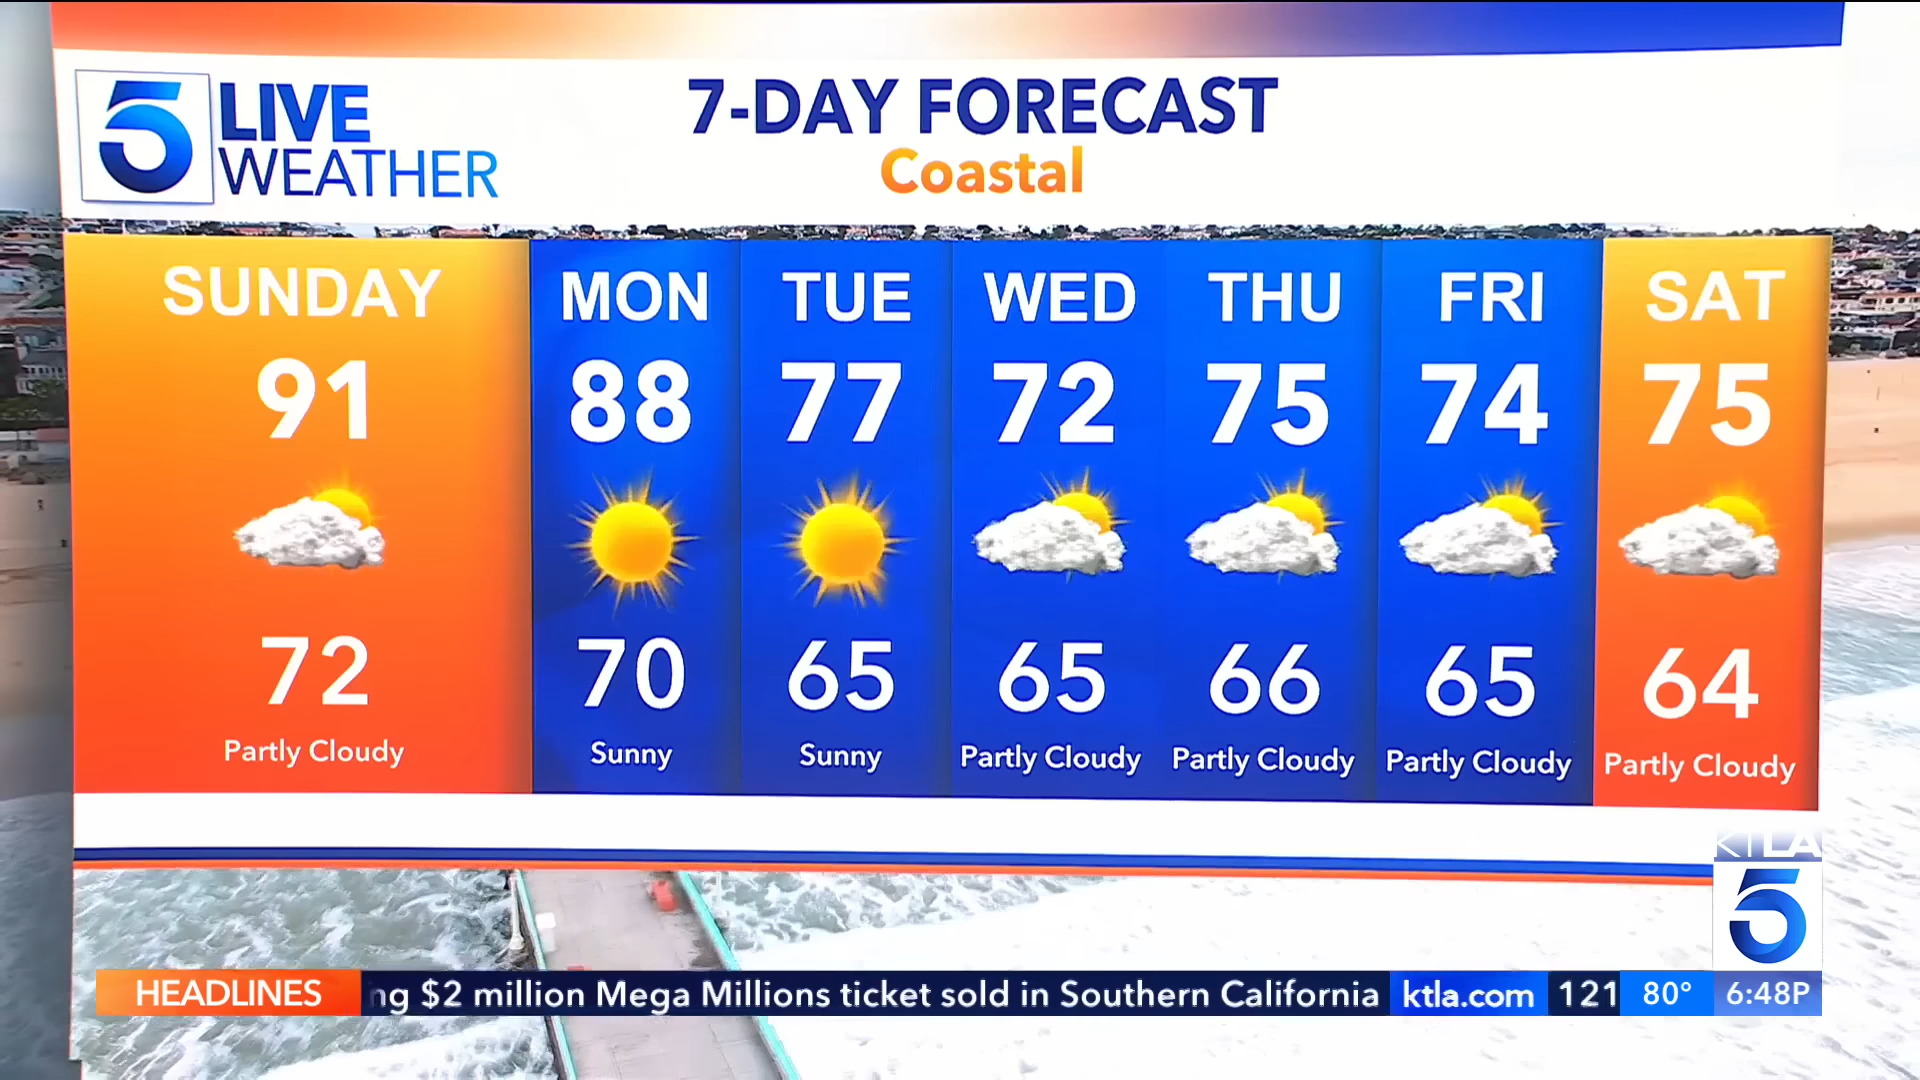 5 LIVE
WEATHER
7-DAY FORECAST
Coastal
SUNDAY
91
72
Partly Cloudy
MON
88
70
Sunny
TUE
77
65
Sunny
WED
72
65
Partly Cloudy
THU
75
66
Partly Cloudy
FRI
74
65
Partly Cloudy
SAT
75
64
Partly Cloudy
KTLA
5
HEADLINES ng $2 million Mega Millions ticket sold in Southern California ktla.com 121 80° 6:48P